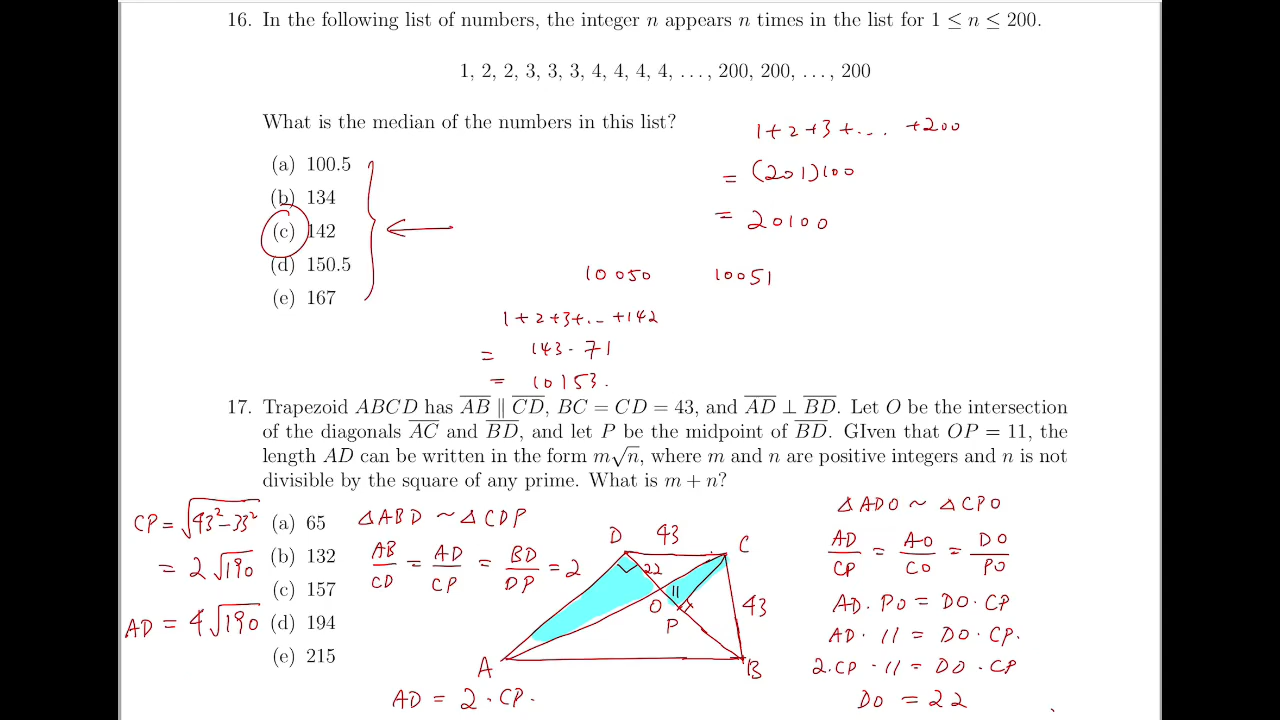 16. In the following list of numbers, the integer n appears n times in the list for 1 ≤ n ≤ 200.
1, 2, 2, 3, 3, 3, 4, 4, 4, 4, . . . , 200, 200, . . . , 200
What is the median of the numbers in this list?
1+2+3+... +200
(a) 100.5
= (201)100
(b) 134
= 20100
(c) 142
(d) 150.5
10050 10051
(e) 167
1+2+3+... +142
= 143 · 71
= 10153.
17. Trapezoid ABCD has AB ∥ CD, BC = CD = 43, and AD ⊥ BD. Let O be the intersection
of the diagonals AC and BD, and let P be the midpoint of BD. GIven that OP = 11, the
length AD can be written in the form m√n, where m and n are positive integers and n is not
divisible by the square of any prime. What is m + n?
CP = √43²-33²
= 2√190
AD = 4√190
(a) 65
(b) 132
(c) 157
(d) 194
(e) 215
△ABD ~ △CDP
AB/CD = AD/CP = BD/DP = 2
D 43 C
22
11
O
P
43
A B
AD = 2 · CP.
△ADO ~ △CPO
AD/CP = AO/CO = DO/PO
AD · PO = DO · CP
AD · 11 = DO · CP.
2·CP · 11 = DO · CP
DO = 22